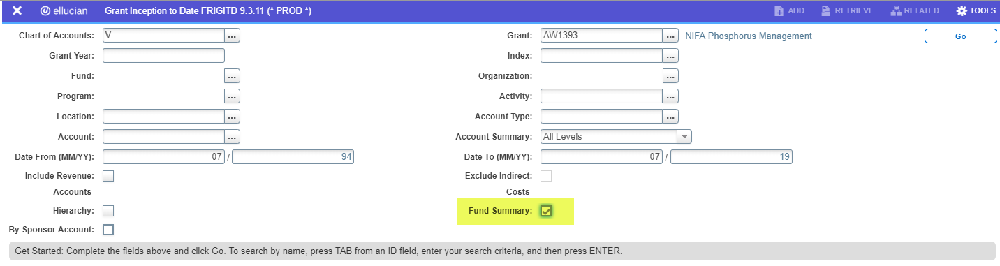 ellucian Grant Inception to Date FRIGITD 9.3.11 (* PROD *) ADD RETRIEVE RELATED TOOLS
Chart of Accounts: V ... Grant: AW1393 ... NIFA Phosphorus Management Go
Grant Year: Index: ...
Fund: ... Organization: ...
Program: ... Activity: ...
Location: ... Account Type: ...
Account: ... Account Summary: All Levels
Date From (MM/YY): 07 / 94 Date To (MM/YY): 07 / 19
Include Revenue: Exclude Indirect:
Accounts Costs
Hierarchy: Fund Summary:
By Sponsor Account:
Get Started: Complete the fields above and click Go. To search by name, press TAB from an ID field, enter your search criteria, and then press ENTER.